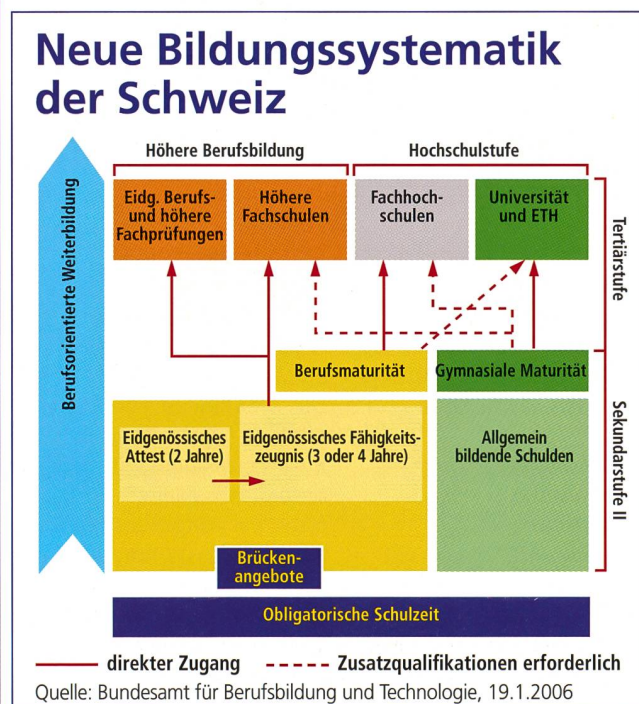 Neue Bildungssystematik
der Schweiz
Höhere Berufsbildung
Hochschulstufe
Eidg. Berufs-
und höhere
Fachprüfungen
Höhere
Fachschulen
Fachhoch-
schulen
Universität
und ETH
Tertiärstufe
Berufsorientierte Weiterbildung
Berufsmaturität
Gymnasiale Maturität
Eidgenössisches
Attest (2 Jahre)
Eidgenössisches Fähigkeits-
zeugnis (3 oder 4 Jahre)
Allgemein
bildende Schulden
Sekundarstufe II
Brücken-
angebote
Obligatorische Schulzeit
direkter Zugang
Zusatzqualifikationen erforderlich
Quelle: Bundesamt für Berufsbildung und Technologie, 19.1.2006